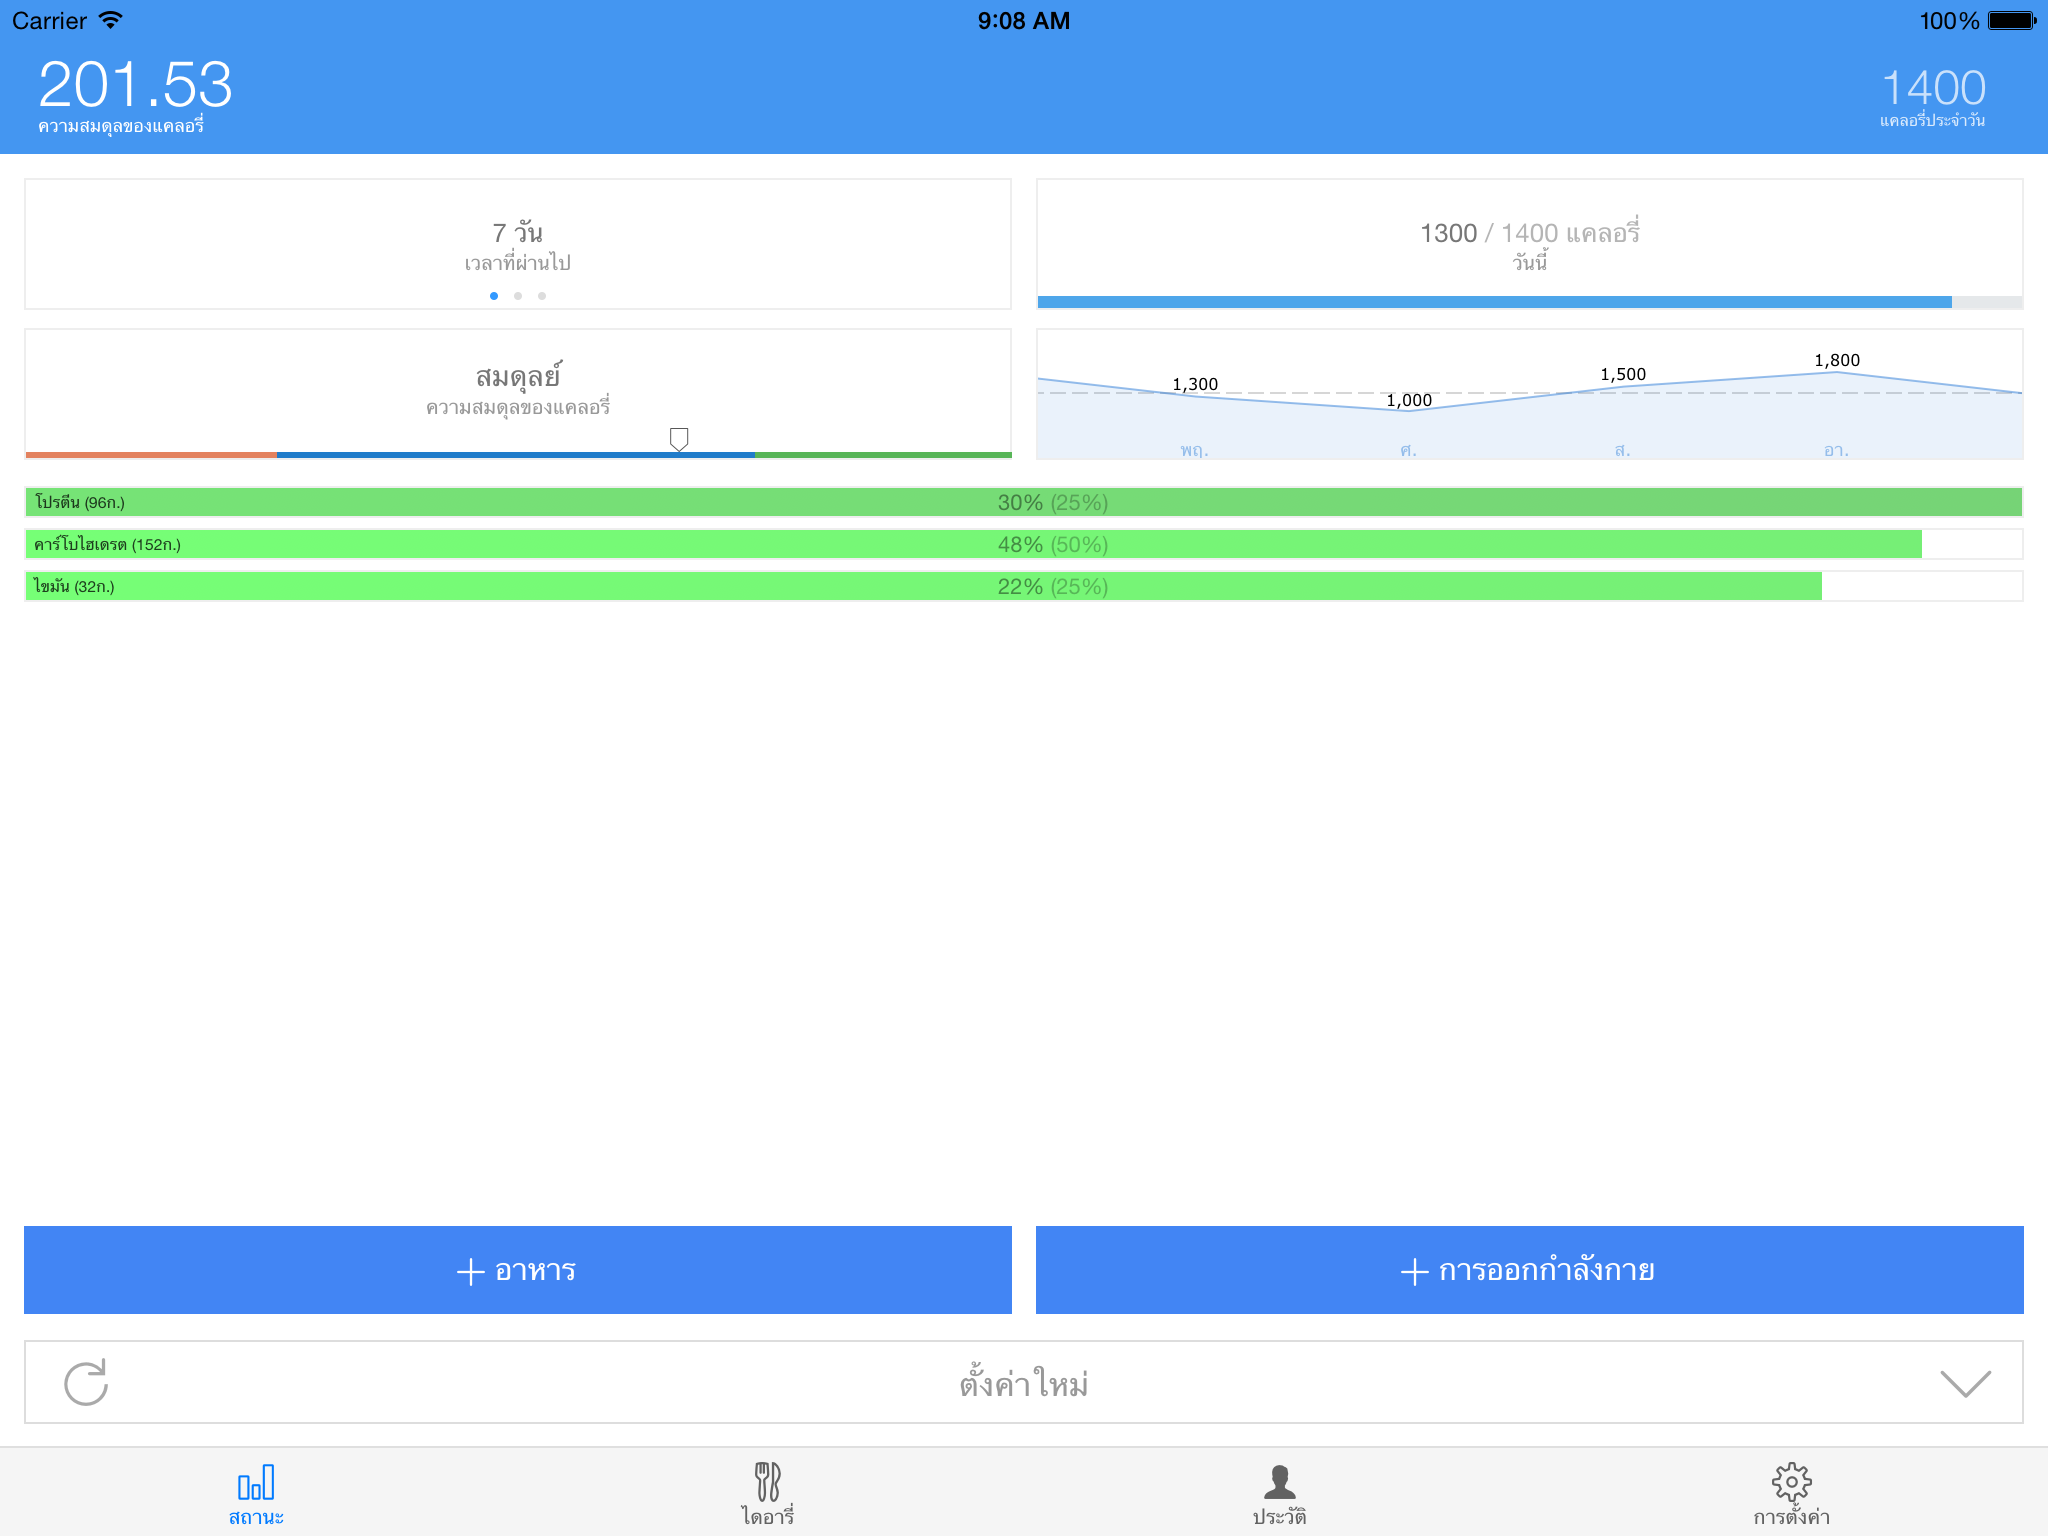 Carrier 9:08 AM 100%
201.53
ความสมดุลของแคลอรี่
1400
แคลอรี่ประจำวัน
7 วัน
เวลาที่ผ่านไป
1300 / 1400 แคลอรี่
วันนี้
สมดุลย์
ความสมดุลของแคลอรี่
1,300 1,000 1,500 1,800
พฤ. ศ. ส. อา.
โปรตีน (96ก.) 30% (25%)
คาร์โบไฮเดรต (152ก.) 48% (50%)
ไขมัน (32ก.) 22% (25%)
อาหาร
การออกกำลังกาย
ตั้งค่าใหม่
สถานะ ไดอารี่ ประวัติ การตั้งค่า